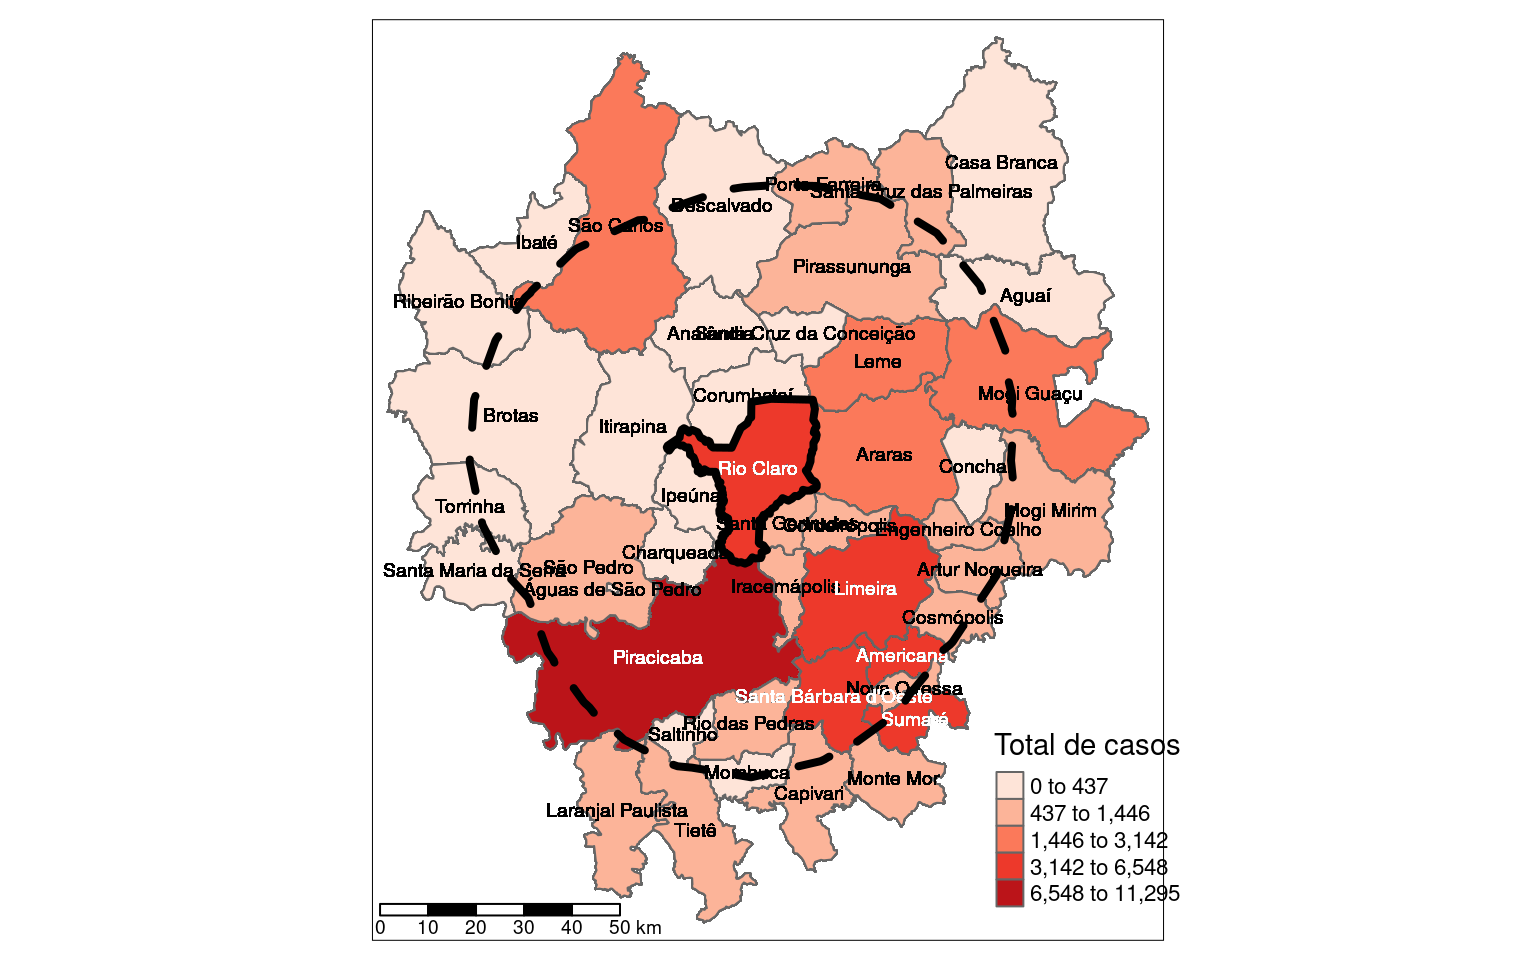 Casa Branca
Porto Ferreira
Santa Cruz das Palmeiras
Descalvado
São Carlos
Ibaté
Pirassununga
Aguaí
Ribeirão Bonito
Analândia
Santa Cruz da Conceição
Leme
Mogi Guaçu
Corumbataí
Brotas
Itirapina
Araras
Conchal
Rio Claro
Ipeúna
Torrinha
Mogi Mirim
Santa Gertrudes
Cordeirópolis
Engenheiro Coelho
Charqueada
Santa Maria da Serra
São Pedro
Artur Nogueira
Águas de São Pedro
Iracemápolis
Limeira
Cosmópolis
Piracicaba
Americana
Nova Odessa
Santa Bárbara d'Oeste
Sumaré
Rio das Pedras
Saltinho
Mombuca
Monte Mor
Capivari
Laranjal Paulista
Tietê
Total de casos
0 to 437
437 to 1,446
1,446 to 3,142
3,142 to 6,548
6,548 to 11,295
0 10 20 30 40 50 km